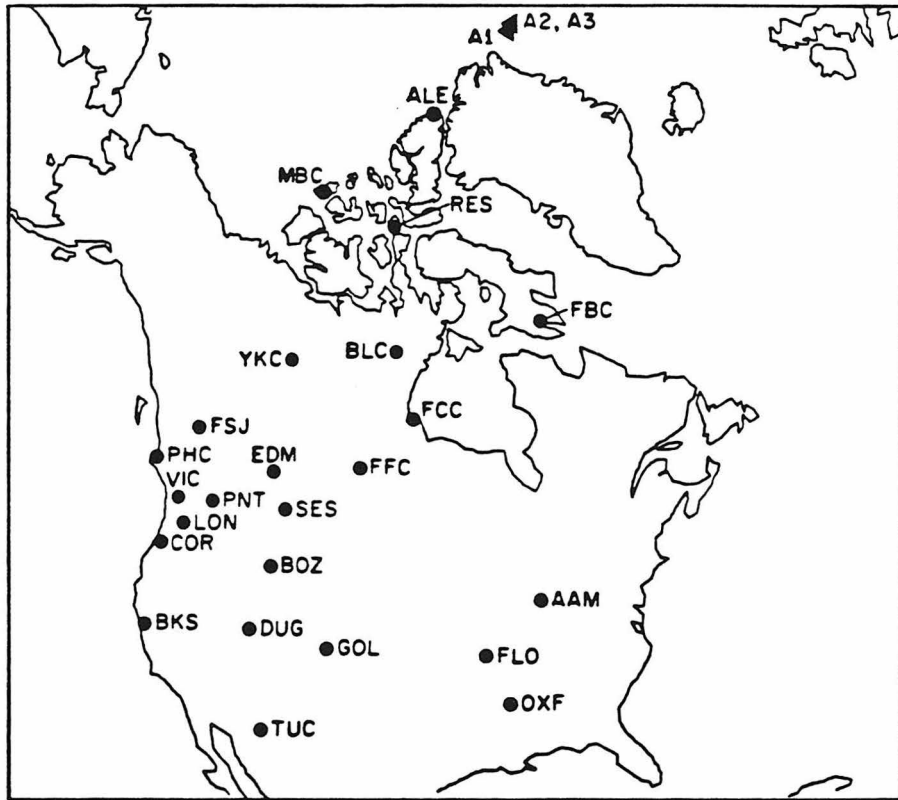 A2, A3
A1
ALE
MBC
RES
FBC
YKC
BLC
FCC
FSJ
PHC
EDM
FFC
VIC
PNT
SES
LON
COR
BOZ
AAM
BKS
DUG
GOL
FLO
OXF
TUC